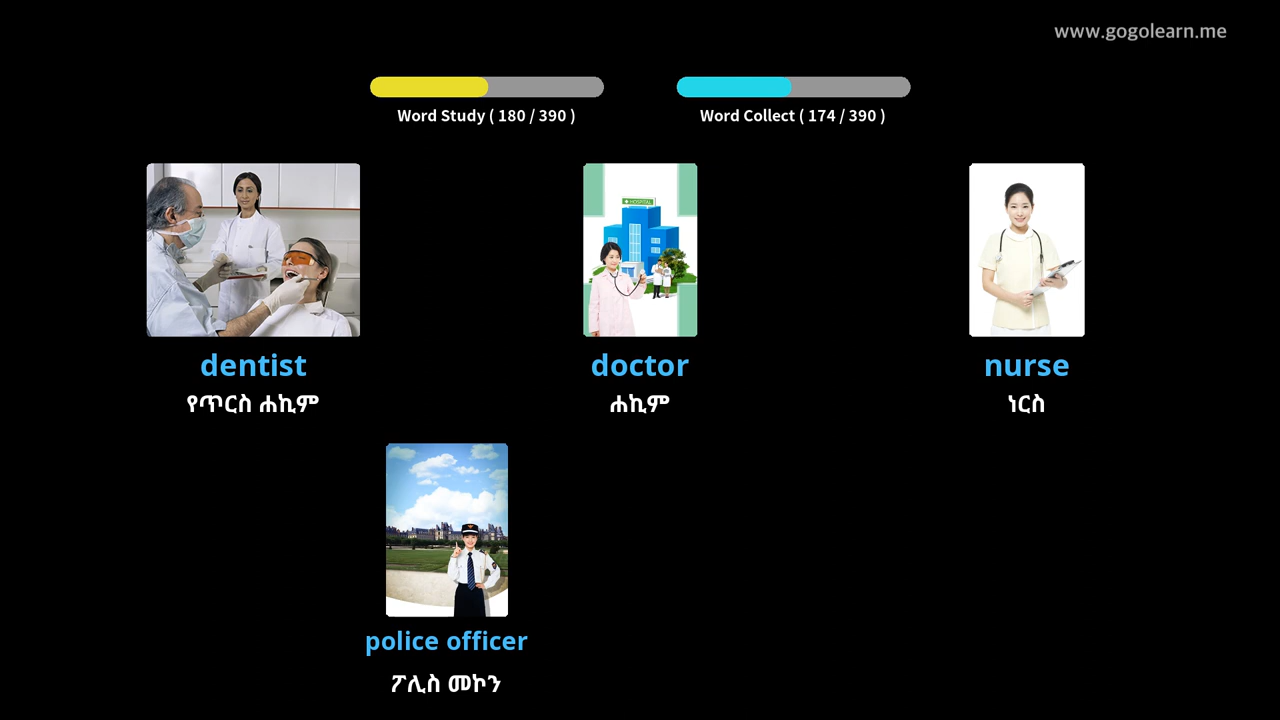 www.gogolearn.me
Word Study ( 180 / 390 )
Word Collect ( 174 / 390 )
HOSPITAL
dentist
doctor
nurse
የጥርስ ሐኪም
ሐኪም
ነርስ
police officer
ፖሊስ መኮን